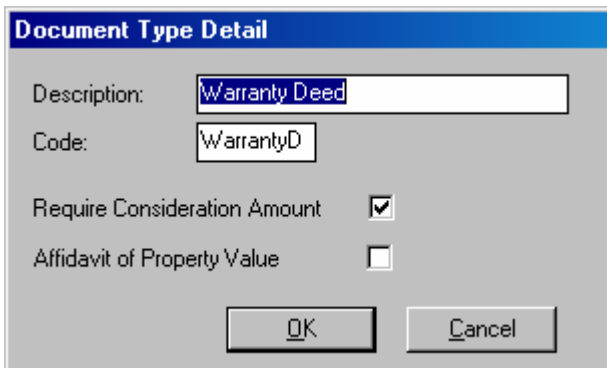 Document Type Detail
Description: Warranty Deed
Code: WarrantyD
Require Consideration Amount
Affidavit of Property Value
OK Cancel